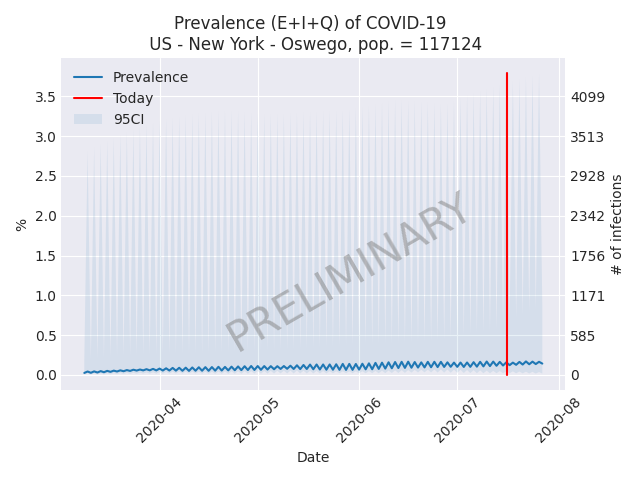 Prevalence (E+I+Q) of COVID-19
US - New York - Oswego, pop. = 117124
Prevalence
Today
95CI
3.5
3.0
2.5
2.0
1.5
1.0
0.5
0.0
%
4099
3513
2928
2342
1756
1171
585
0
# of infections
PRELIMINARY
2020-04
2020-05
2020-06
2020-07
2020-08
Date